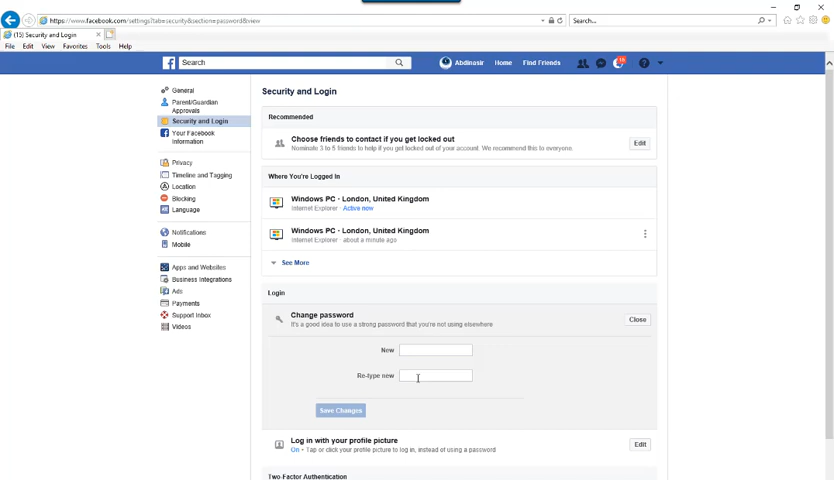 https://www.facebook.com/settings?tab=security&section=password&view
Search...
(15) Security and Login
File Edit View Favorites Tools Help
Search
Abdinasir Home Find Friends
General
Parent/Guardian
Approvals
Security and Login
Your Facebook
Information
Privacy
Timeline and Tagging
Location
Blocking
Language
Notifications
Mobile
Apps and Websites
Business Integrations
Ads
Payments
Support Inbox
Videos
Security and Login
Recommended
Choose friends to contact if you get locked out
Nominate 3 to 5 friends to help if you get locked out of your account. We recommend this to everyone.
Edit
Where You're Logged In
Windows PC · London, United Kingdom
Internet Explorer · Active now
Windows PC · London, United Kingdom
Internet Explorer · about a minute ago
See More
Login
Change password
It's a good idea to use a strong password that you're not using elsewhere
Close
New
Re-type new
Save Changes
Log in with your profile picture
On · Tap or click your profile picture to log in, instead of using a password
Edit
Two-Factor Authentication